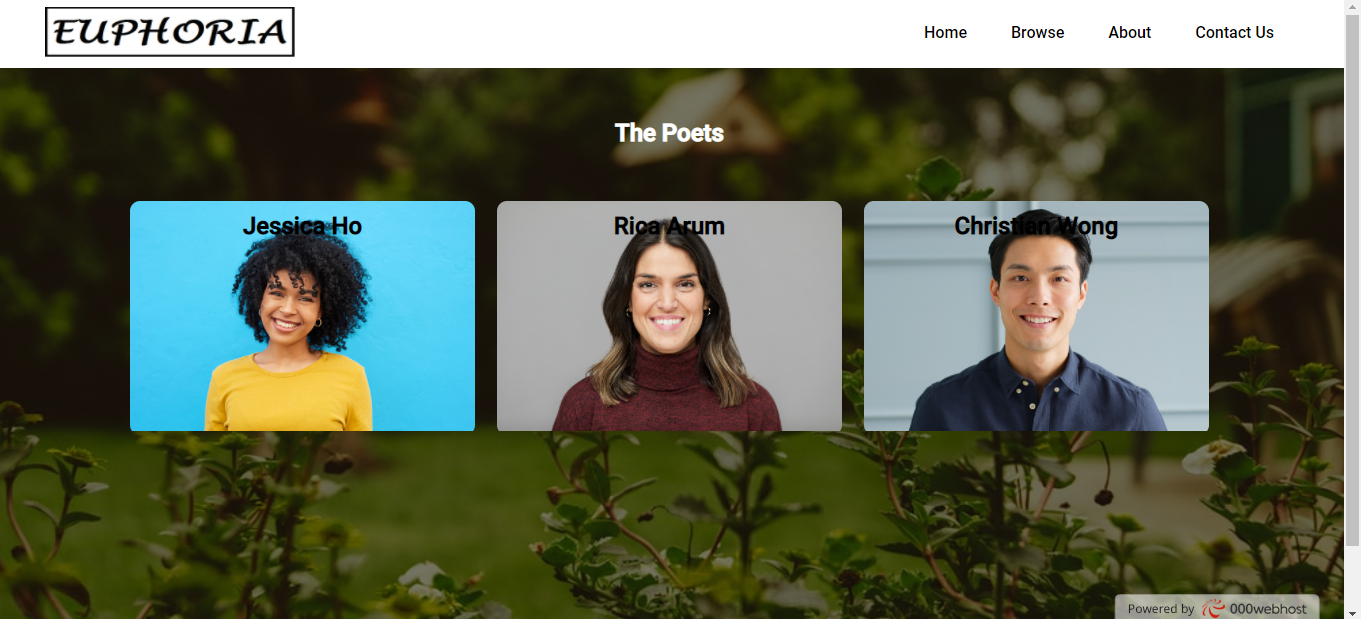 EUPHORIA
Home
Browse
About
Contact Us
The Poets
Jessica Ho
Rica Arum
Christian Wong
Powered by 000webhost